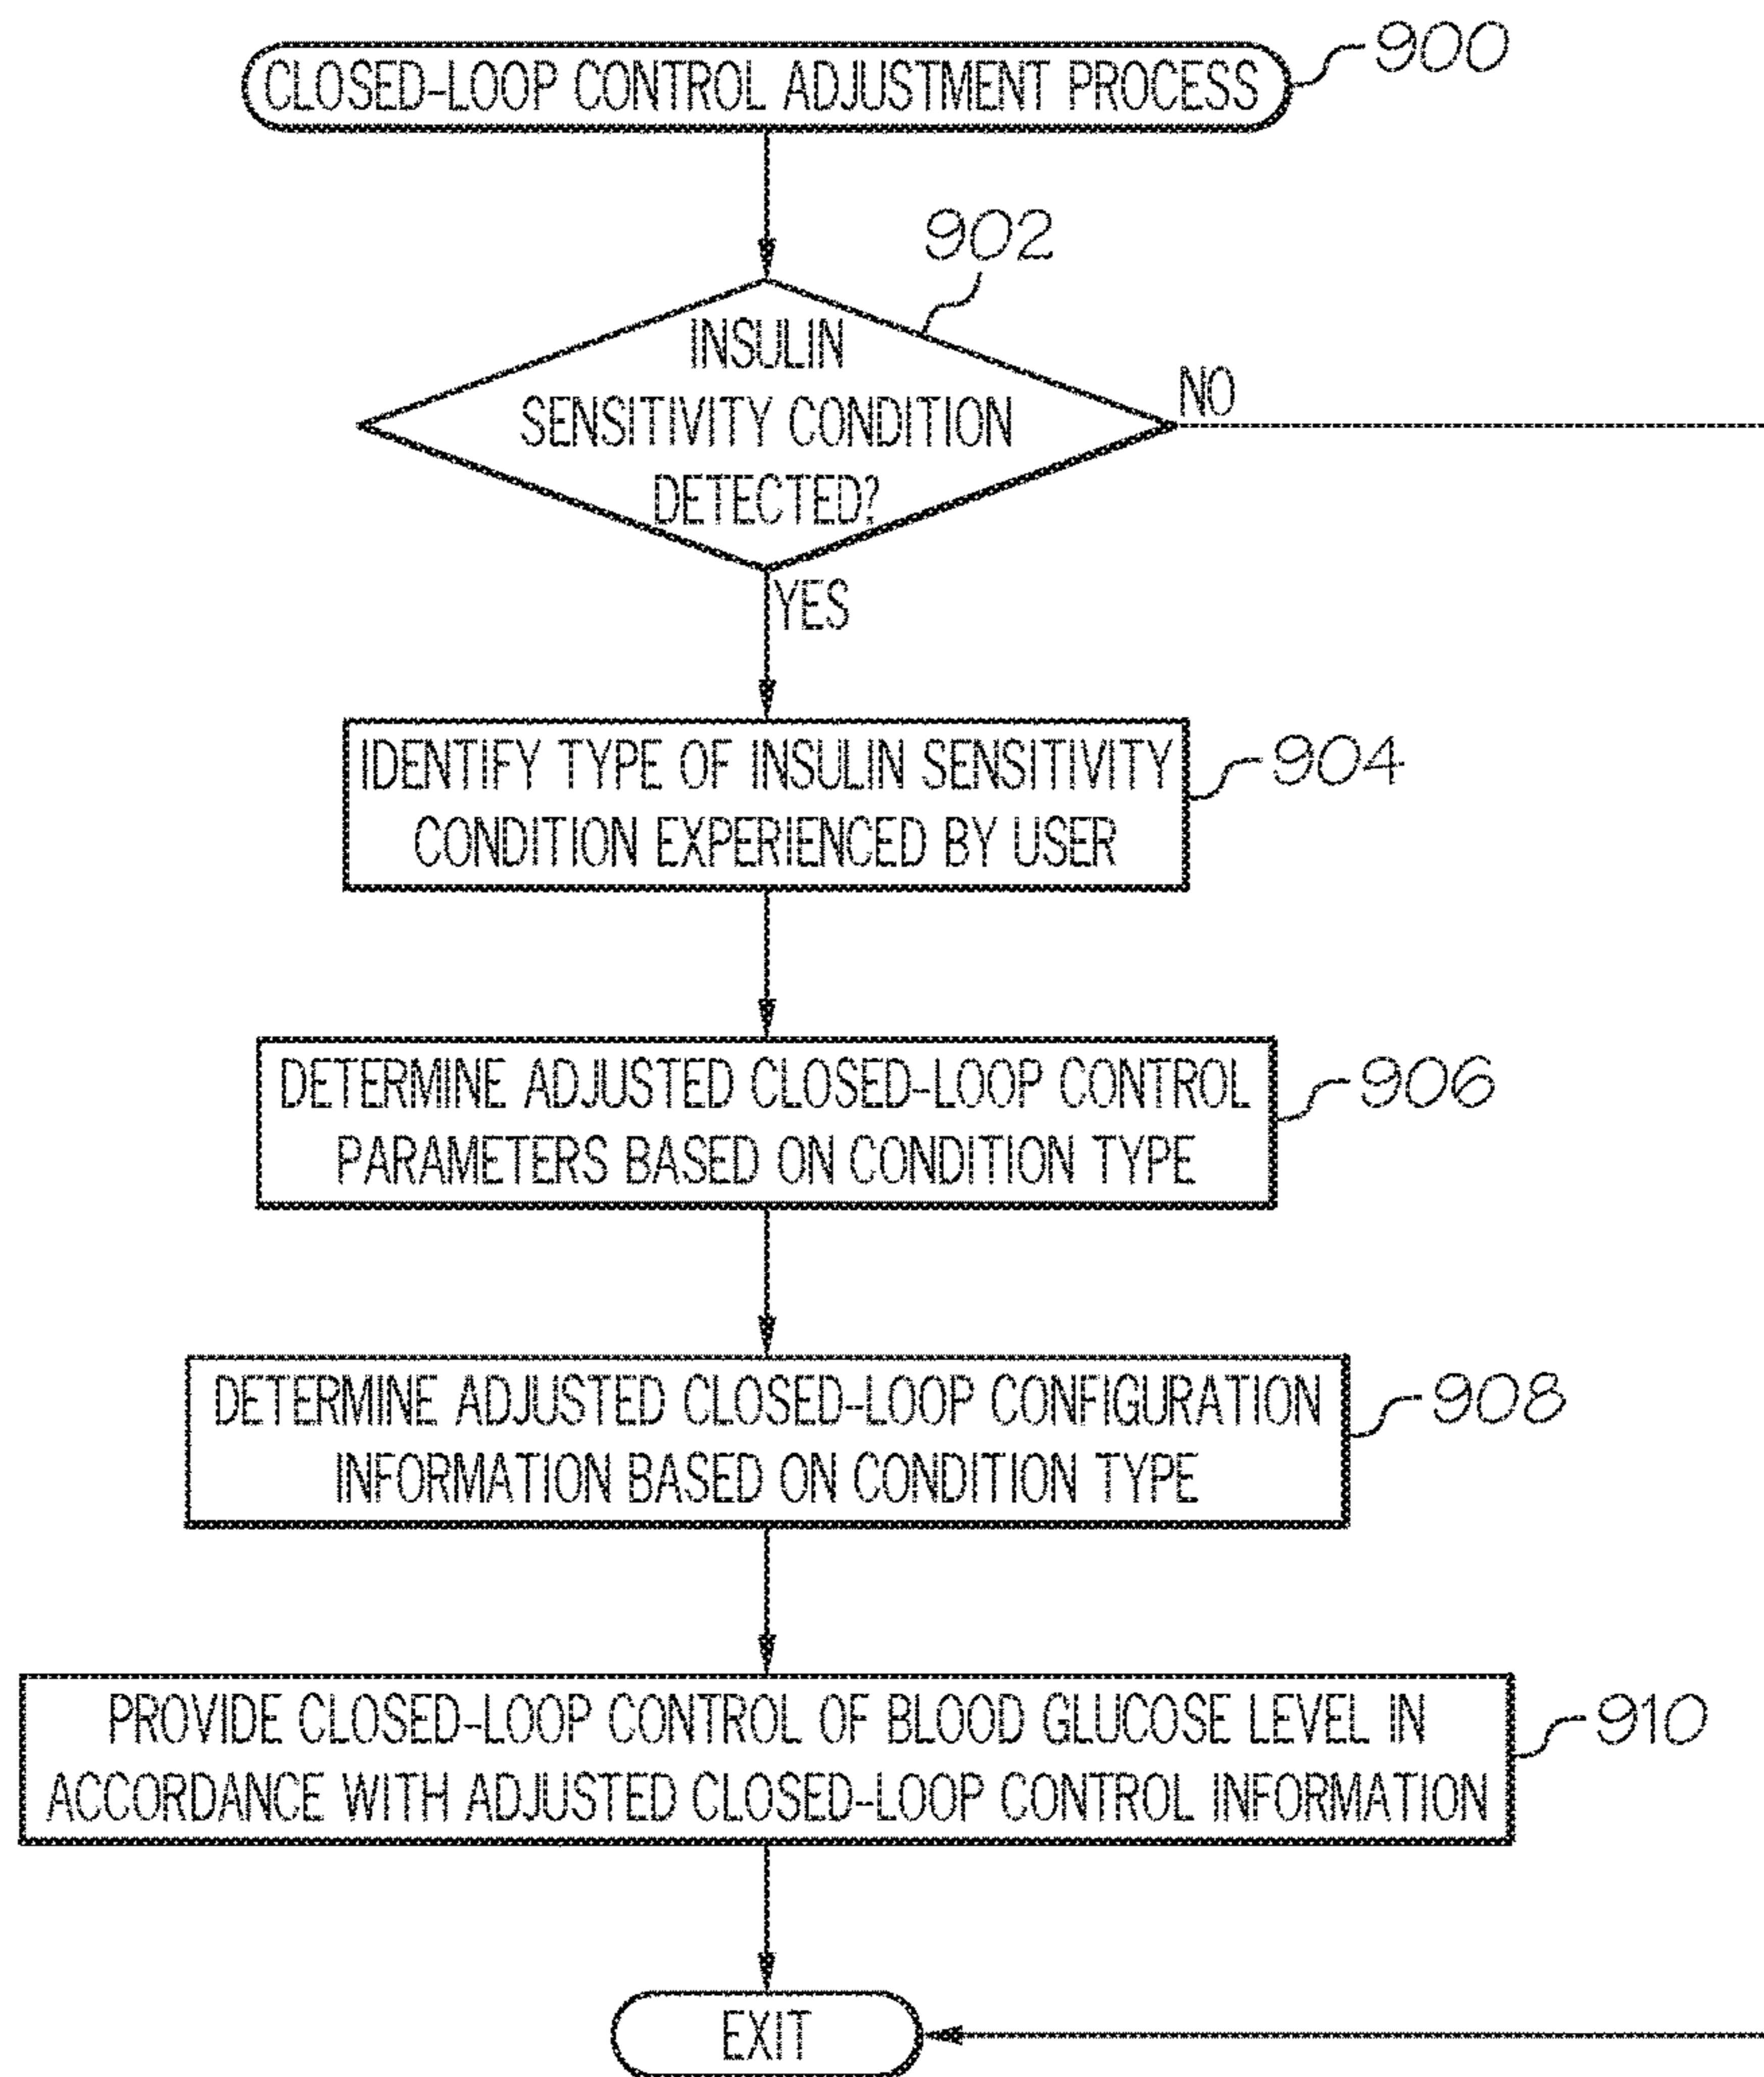 CLOSED-LOOP CONTROL ADJUSTMENT PROCESS
900
902
INSULIN
SENSITIVITY CONDITION
DETECTED?
NO
YES
IDENTIFY TYPE OF INSULIN SENSITIVITY
CONDITION EXPERIENCED BY USER
904
DETERMINE ADJUSTED CLOSED-LOOP CONTROL
PARAMETERS BASED ON CONDITION TYPE
906
DETERMINE ADJUSTED CLOSED-LOOP CONFIGURATION
INFORMATION BASED ON CONDITION TYPE
908
PROVIDE CLOSED-LOOP CONTROL OF BLOOD GLUCOSE LEVEL IN
ACCORDANCE WITH ADJUSTED CLOSED-LOOP CONTROL INFORMATION
910
EXIT